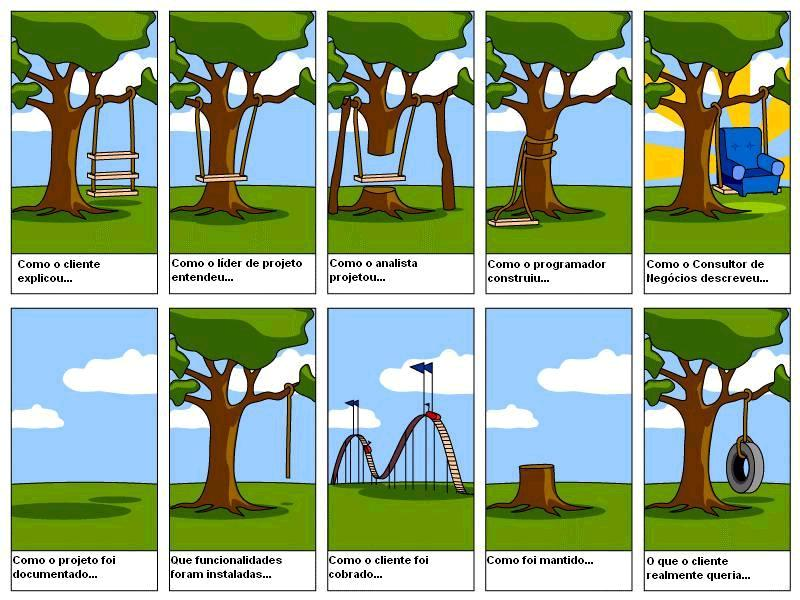 Como o cliente
explicou...
Como o líder de projeto
entendeu...
Como o analista
projetou...
Como o programador
construiu...
Como o Consultor de
Negócios descreveu...
Como o projeto foi
documentado...
Que funcionalidades
foram instaladas...
Como o cliente foi
cobrado...
Como foi mantido...
O que o cliente
realmente queria...